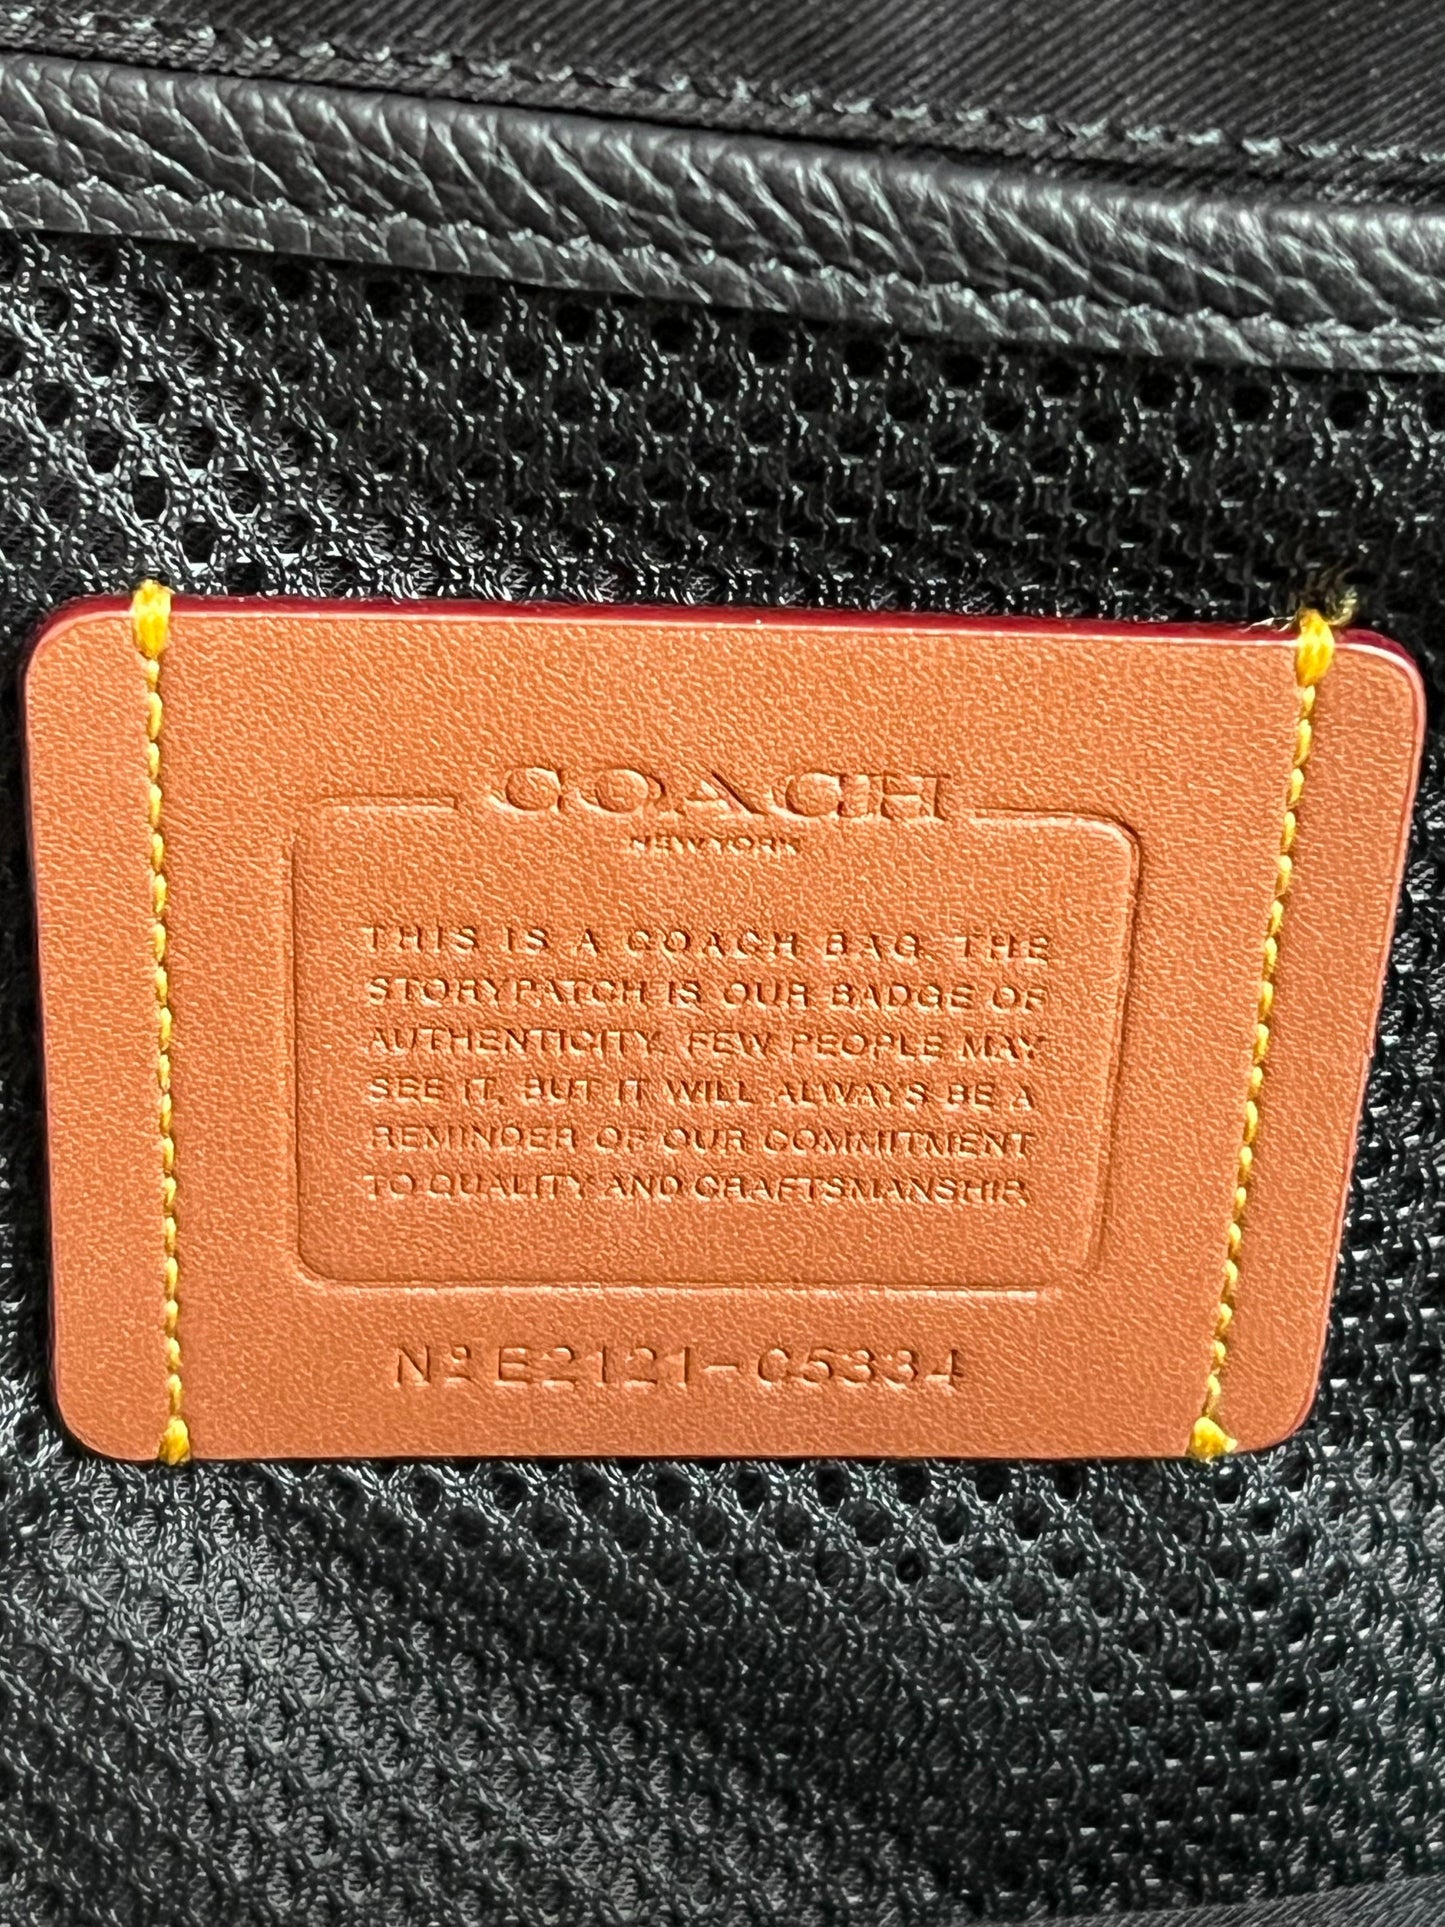 COACH
NEW YORK
THIS IS A COACH BAG. THE
STORYPATCH IS OUR BADGE OF
AUTHENTICITY. FEW PEOPLE MAY
SEE IT, BUT IT WILL ALWAYS BE A
REMINDER OF OUR COMMITMENT
TO QUALITY AND CRAFTSMANSHIP.
Nº E2121-C5334